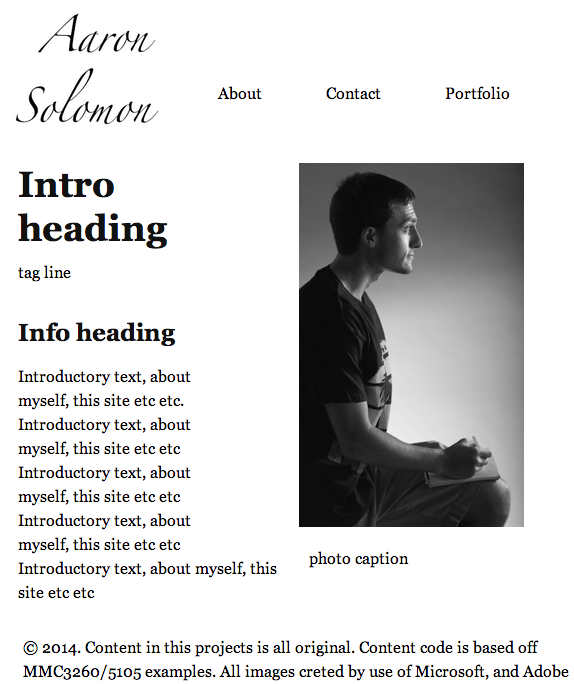 Aaron
Solomon
About Contact Portfolio
Intro
heading
tag line
Info heading
Introductory text, about
myself, this site etc etc.
Introductory text, about
myself, this site etc etc
Introductory text, about
myself, this site etc etc
Introductory text, about
myself, this site etc etc
Introductory text, about myself, this
site etc etc
photo caption
© 2014. Content in this projects is all original. Content code is based off
MMC3260/5105 examples. All images creted by use of Microsoft, and Adobe